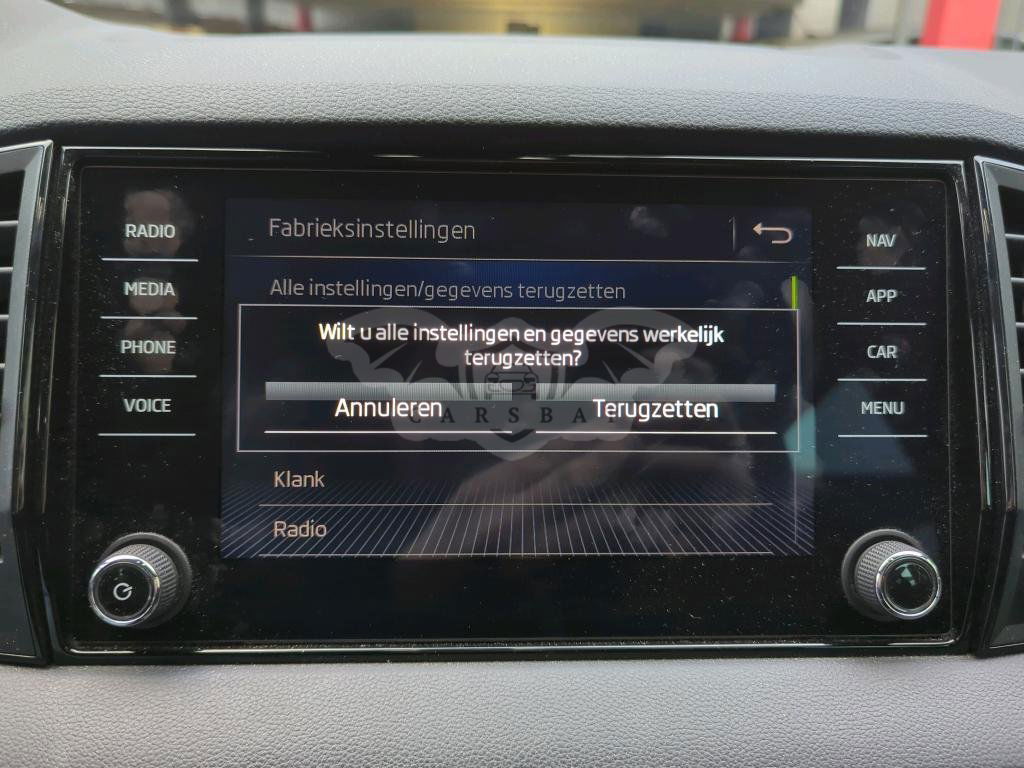 RADIO
MEDIA
PHONE
VOICE
Fabrieksinstellingen
Alle instellingen/gegevens terugzetten
Wilt u alle instellingen en gegevens werkelijk
terugzetten?
Annuleren Terugzetten
Klank
Radio
NAV
APP
CAR
MENU